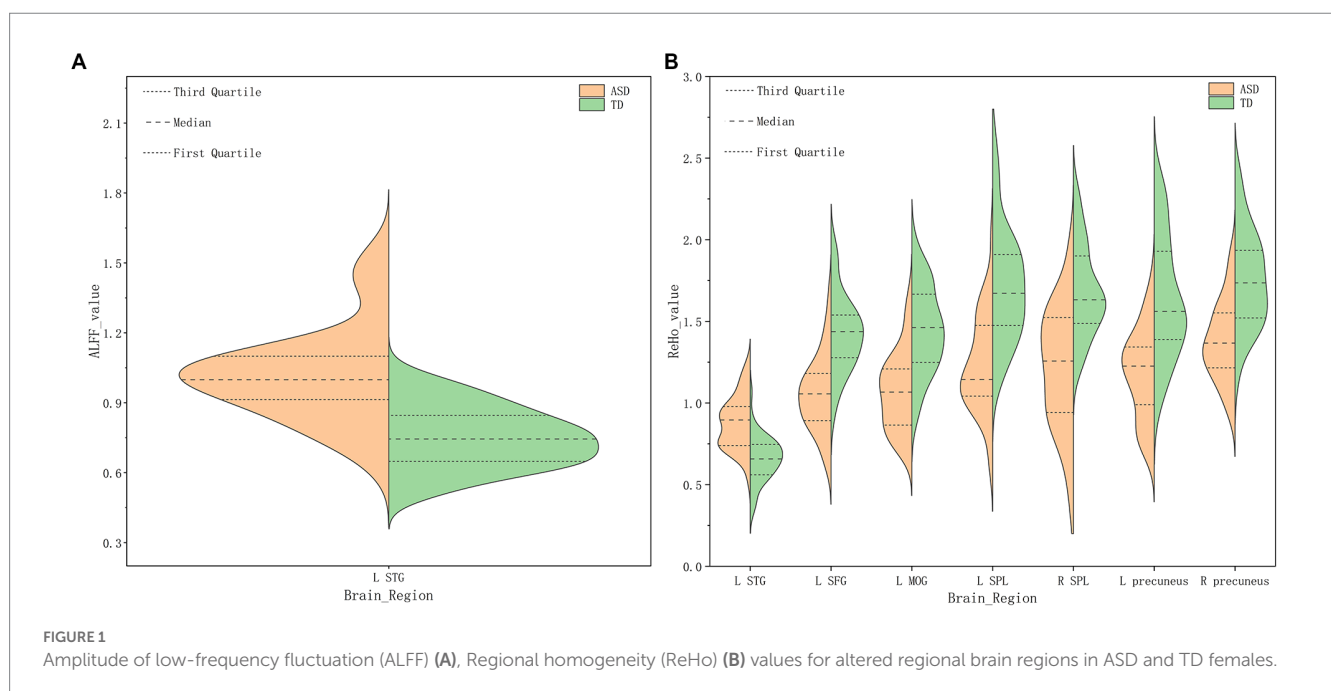 A
Third Quartile
Median
First Quartile
ASD
TD
2.1
1.8
1.5
1.2
0.9
0.6
0.3
ALFF_value
L STG
Brain_Region
B
Third Quartile
Median
First Quartile
ASD
TD
3.0
2.5
2.0
1.5
1.0
0.5
0.0
ReHo_value
L STG L SFG L MOG L SPL R SPL L precuneus R precuneus
Brain_Region
FIGURE 1
Amplitude of low-frequency fluctuation (ALFF) (A), Regional homogeneity (ReHo) (B) values for altered regional brain regions in ASD and TD females.